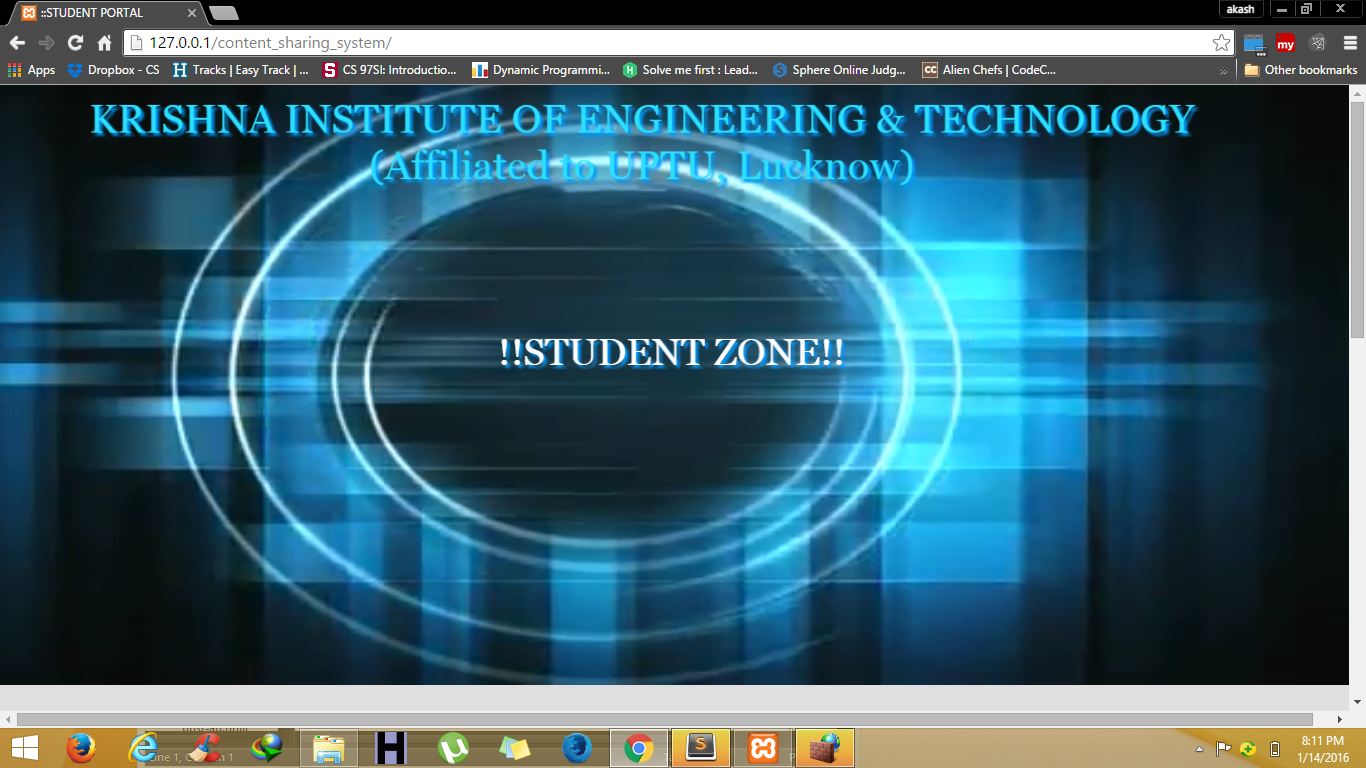 ::STUDENT PORTAL
akash
127.0.0.1/content_sharing_system/
my
Apps
Dropbox - CS
H
Tracks | Easy Track | ...
S
CS 97SI: Introductio...
Dynamic Programmi...
Solve me first : Lead...
Sphere Online Judg...
CC
Alien Chefs | CodeC...
»
Other bookmarks
KRISHNA INSTITUTE OF ENGINEERING & TECHNOLOGY
(Affiliated to UPTU, Lucknow)
!!STUDENT ZONE!!
1, C
1
8:11 PM
1/14/2016